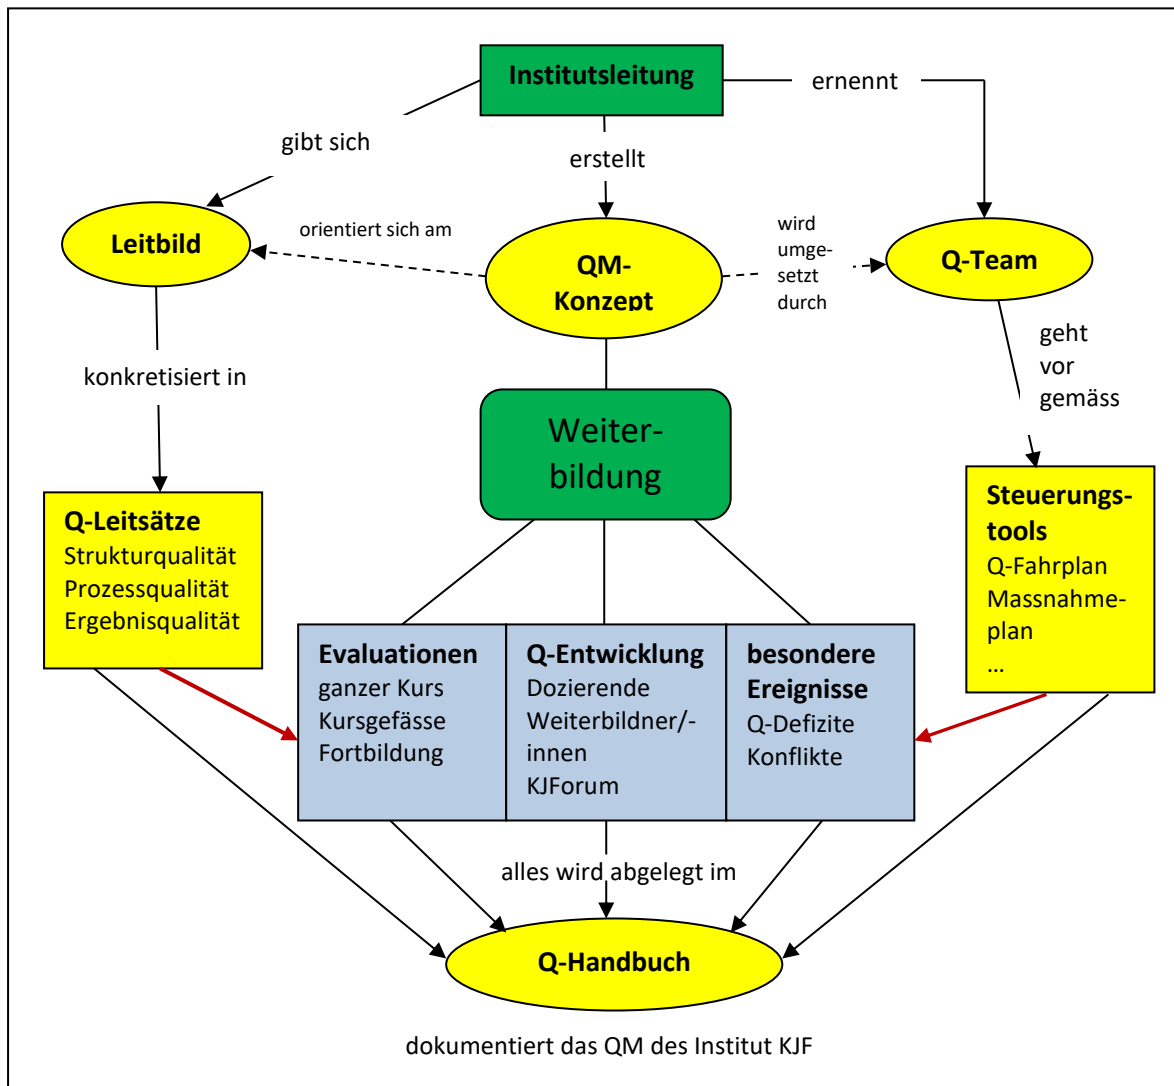 Institutsleitung
ernennt
gibt sich
erstellt
Leitbild
orientiert sich am
QM-
Konzept
wird
umge-
setzt
durch
Q-Team
konkretisiert in
geht
vor
gemäss
Weiter-
bildung
Q-Leitsätze
Strukturqualität
Prozessqualität
Ergebnisqualität
Steuerungs-
tools
Q-Fahrplan
Massnahme-
plan
...
Evaluationen
ganzer Kurs
Kursgefässe
Fortbildung
Q-Entwicklung
Dozierende
Weiterbildner/-
innen
KJForum
besondere
Ereignisse
Q-Defizite
Konflikte
alles wird abgelegt im
Q-Handbuch
dokumentiert das QM des Institut KJF